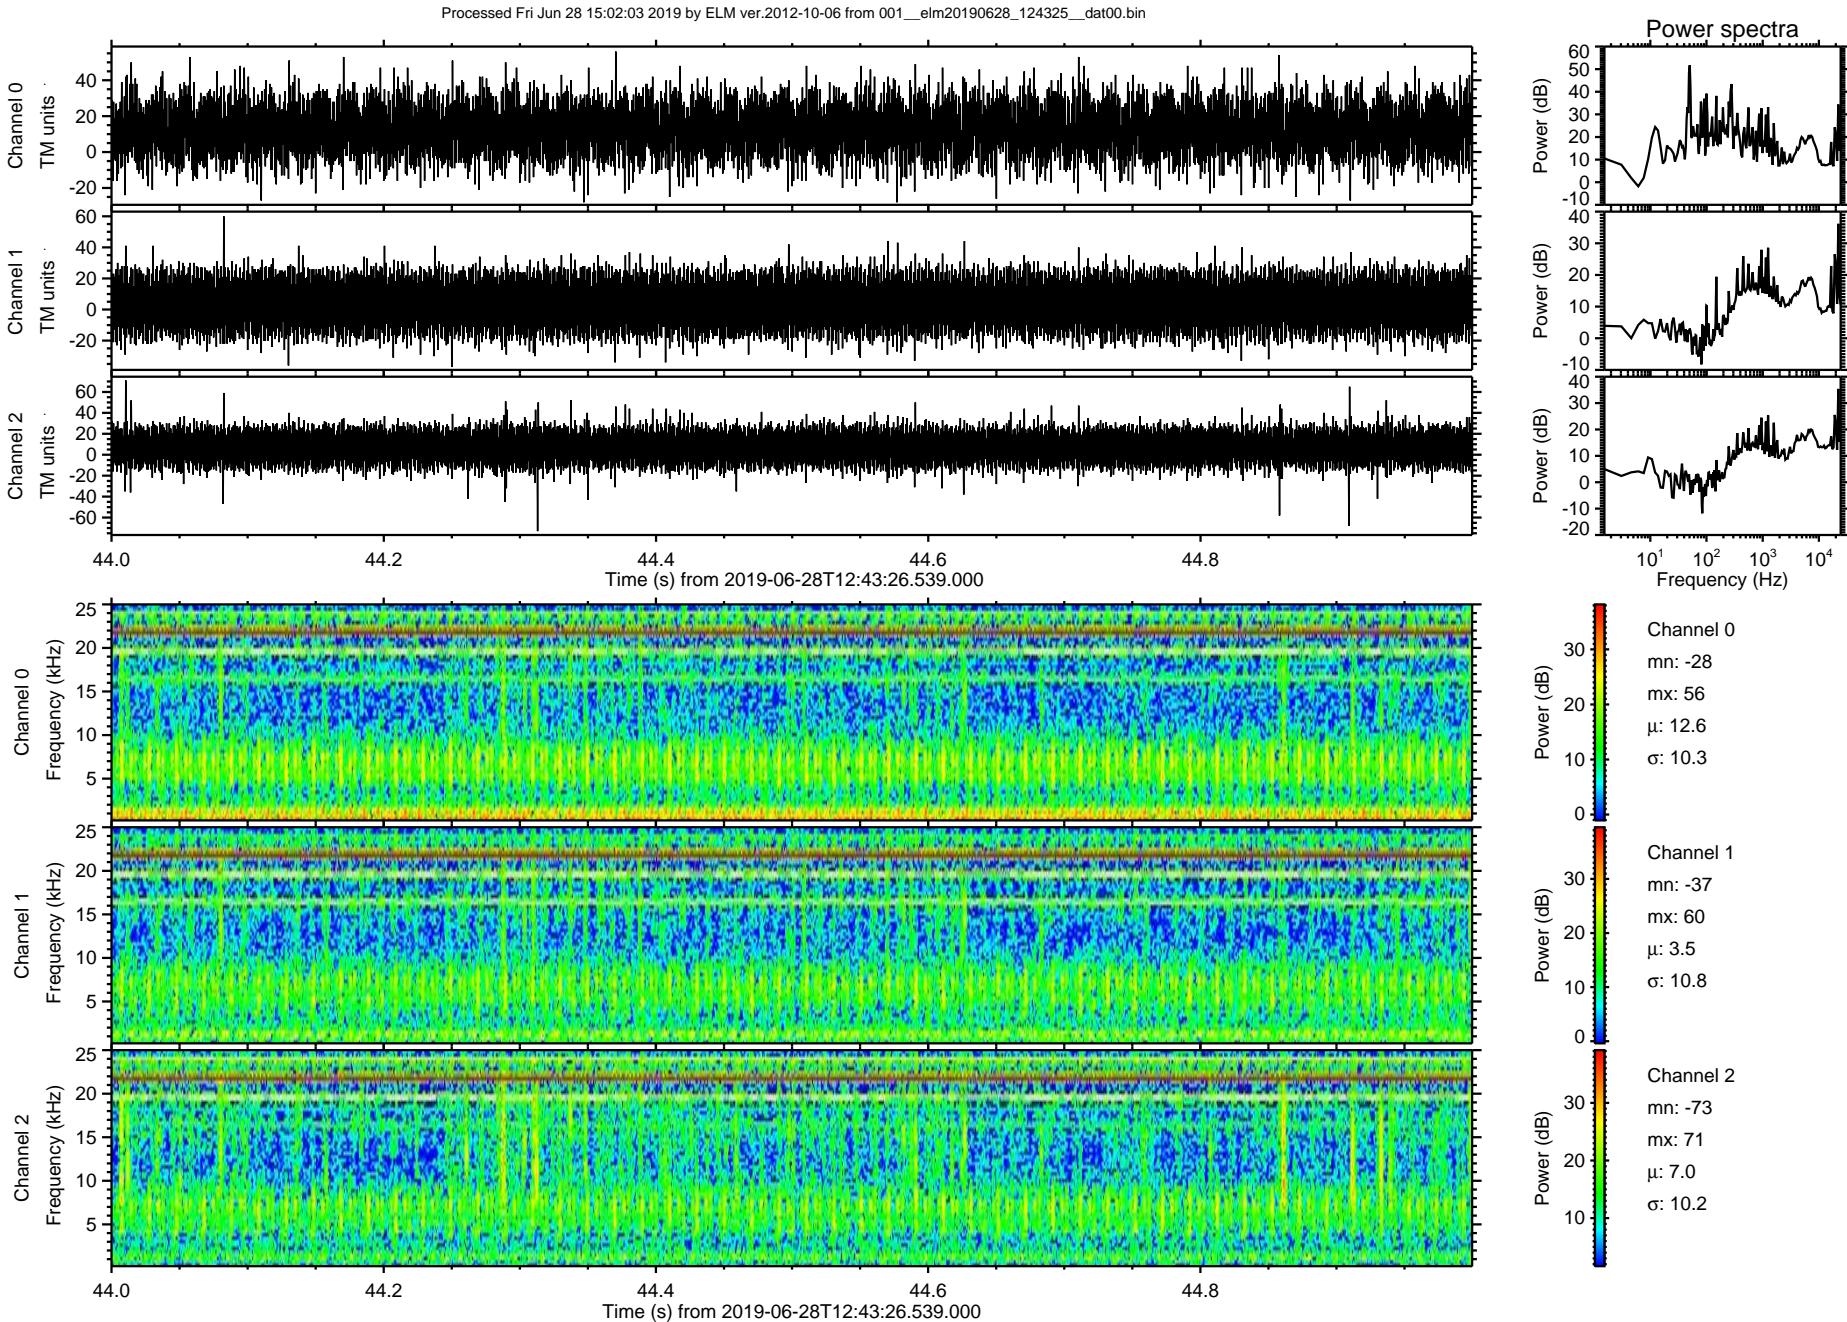 Processed Fri Jun 28 15:02:03 2019 by ELM ver.2012-10-06 from 001__elm20190628_124325__dat00.bin
Power spectra
Channel 0
TM units
40
20
0
-20
Power (dB)
60
50
40
30
20
10
0
-10
Channel 1
TM units
60
40
20
0
-20
Power (dB)
40
30
20
10
0
-10
Channel 2
TM units
60
40
20
0
-20
-40
-60
Power (dB)
40
30
20
10
0
-10
-20
44.0 44.2 44.4 44.6 44.8
Time (s) from 2019-06-28T12:43:26.539.000
10^1 10^2 10^3 10^4
Frequency (Hz)
Channel 0
Frequency (kHz)
25
20
15
10
5
Power (dB)
30
20
10
0
Channel 0
mn: -28
mx: 56
μ: 12.6
σ: 10.3
Channel 1
Frequency (kHz)
25
20
15
10
5
Power (dB)
30
20
10
0
Channel 1
mn: -37
mx: 60
μ: 3.5
σ: 10.8
Channel 2
Frequency (kHz)
25
20
15
10
5
Power (dB)
30
20
10
Channel 2
mn: -73
mx: 71
μ: 7.0
σ: 10.2
44.0 44.2 44.4 44.6 44.8
Time (s) from 2019-06-28T12:43:26.539.000